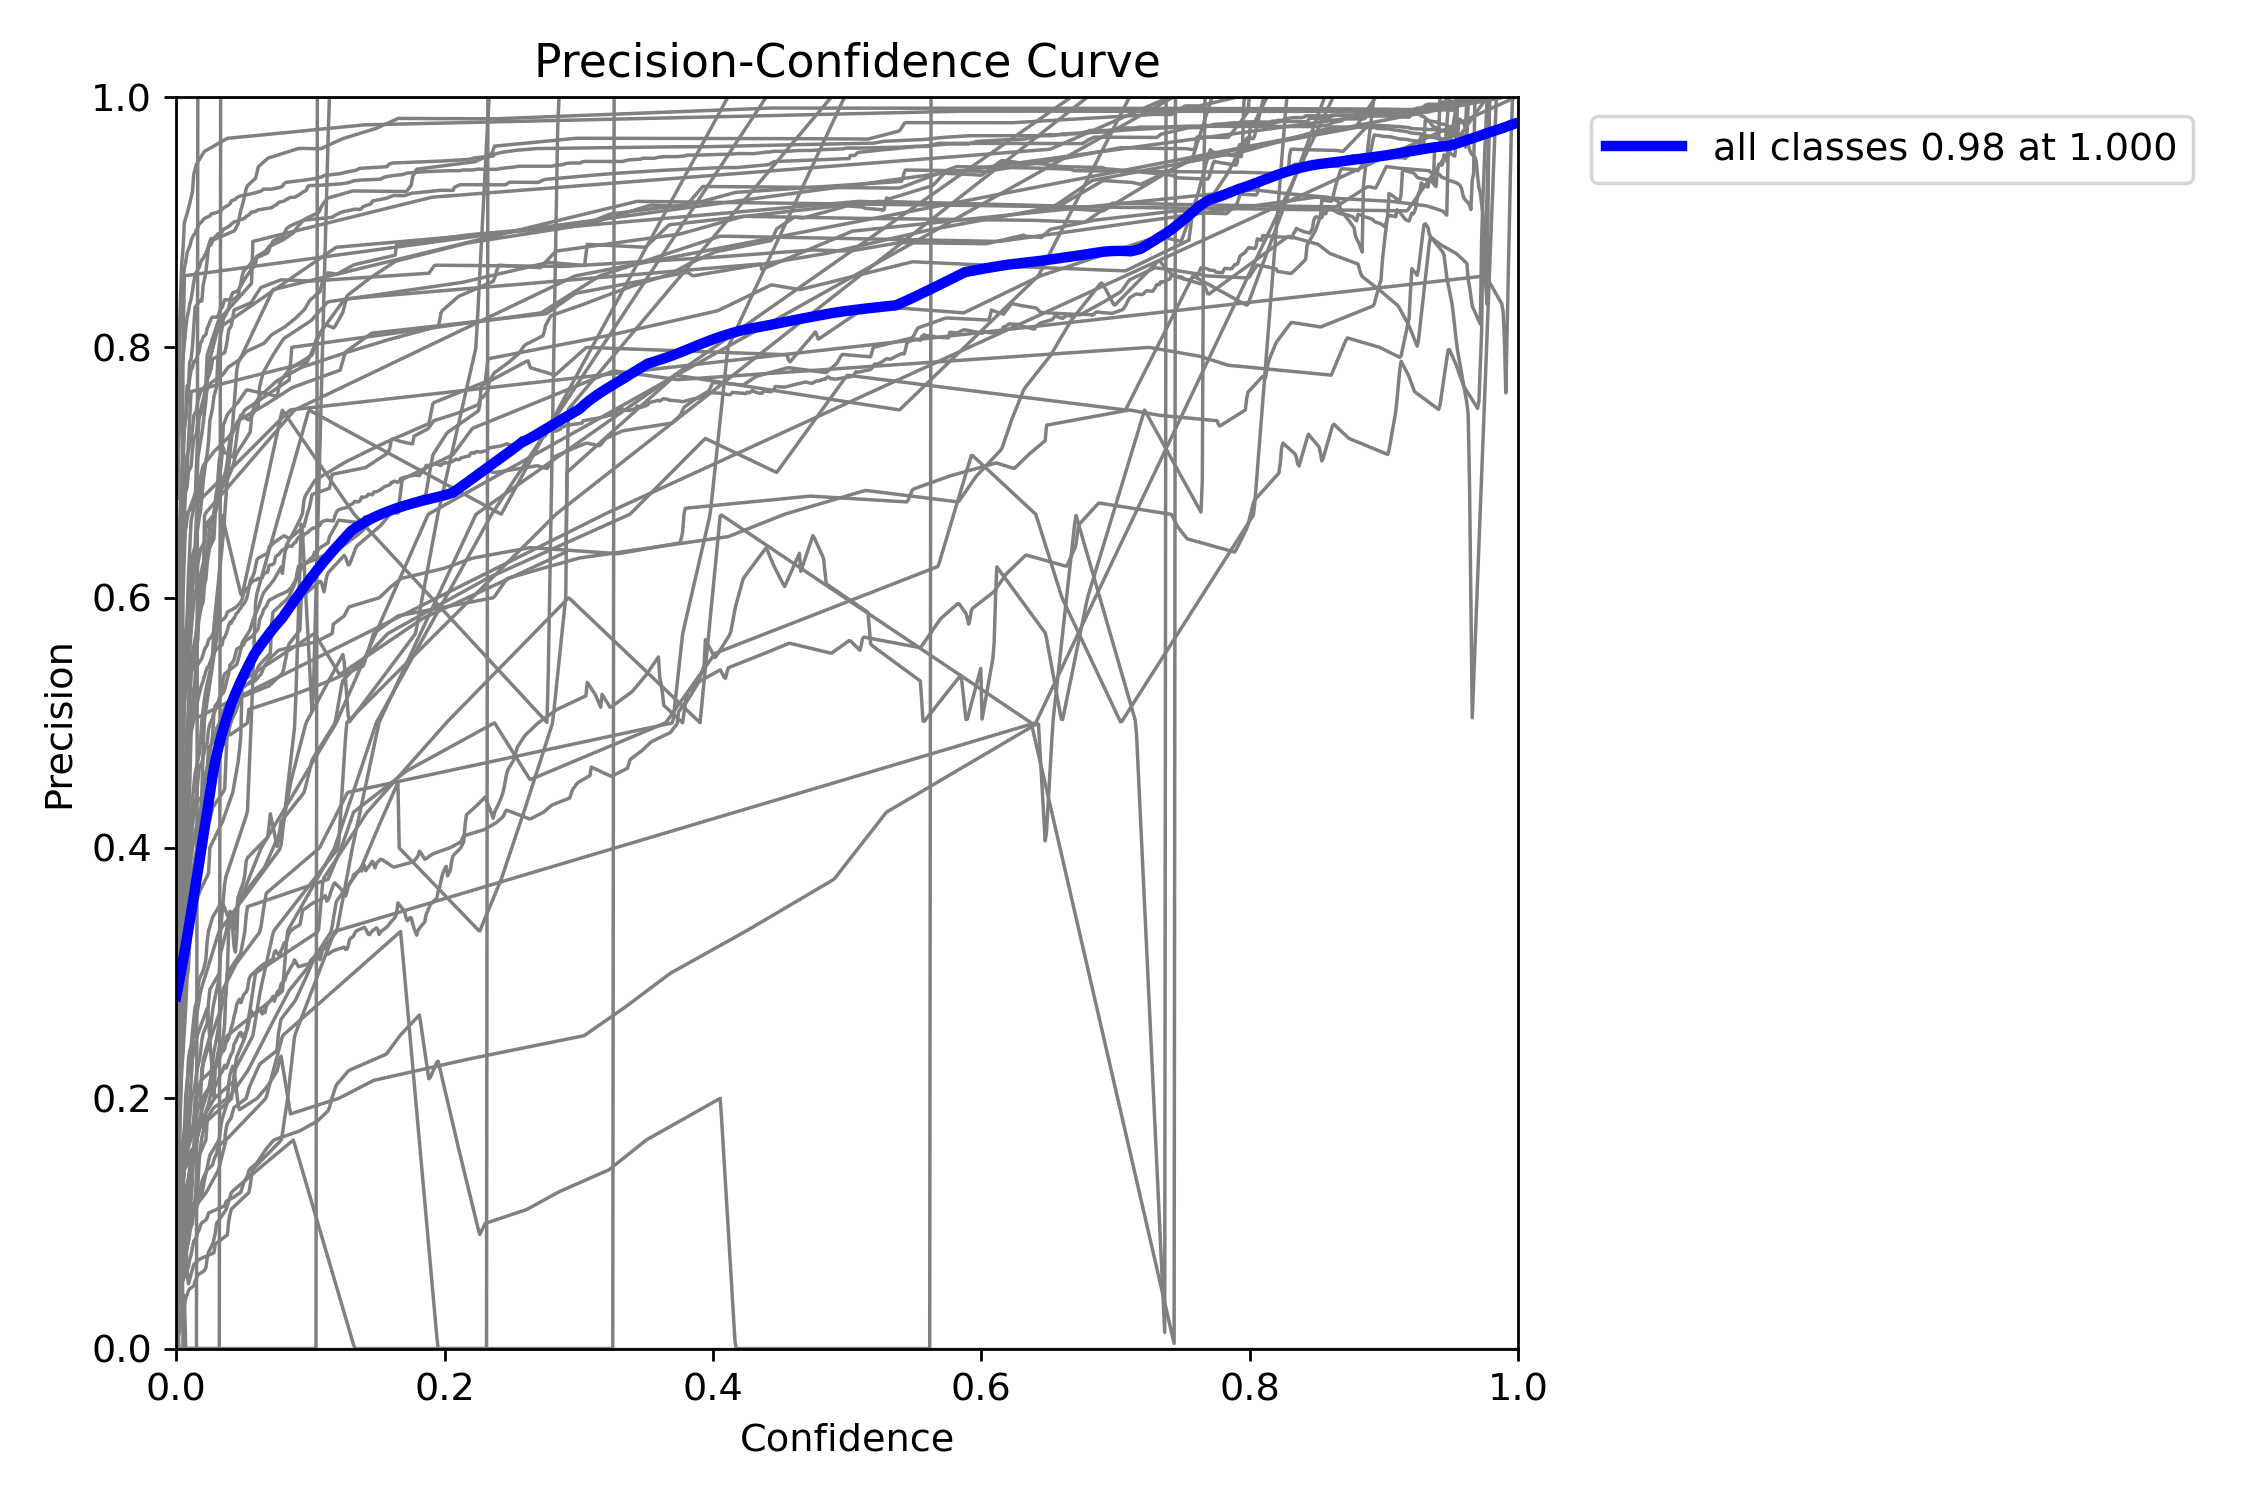 Precision-Confidence Curve
all classes 0.98 at 1.000
Precision
1.0
0.8
0.6
0.4
0.2
0.0
0.0 0.2 0.4 0.6 0.8 1.0
Confidence